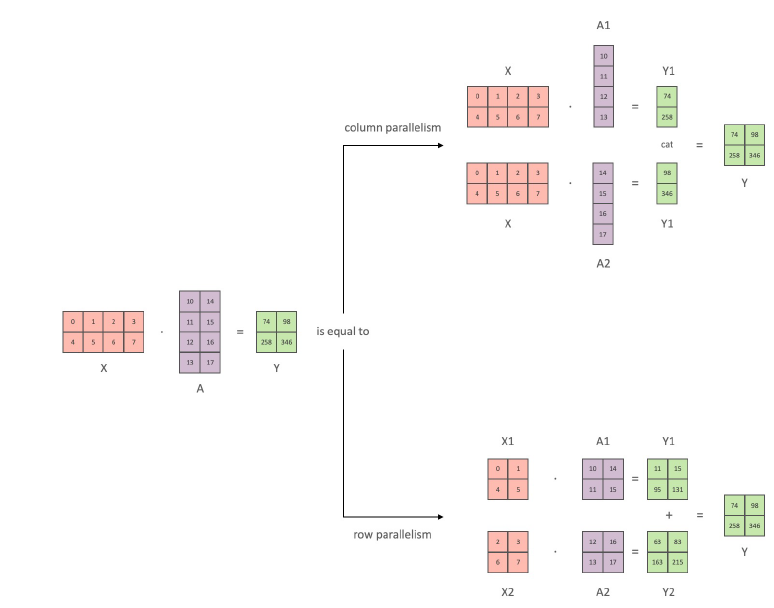 A1
X
10
11
12
13
Y1
0 1 2 3
4 5 6 7
·
=
74
258
column parallelism
cat
=
74 98
258 346
Y
0 1 2 3
4 5 6 7
·
14
15
16
17
=
98
346
X
Y1
A2
0 1 2 3
4 5 6 7
·
10 14
11 15
12 16
13 17
=
74 98
258 346
is equal to
X
A
Y
X1
A1
Y1
0 1
4 5
·
10 14
11 15
=
11 15
95 131
+
=
74 98
258 346
Y
row parallelism
2 3
6 7
·
12 16
13 17
=
63 83
163 215
X2
A2
Y2